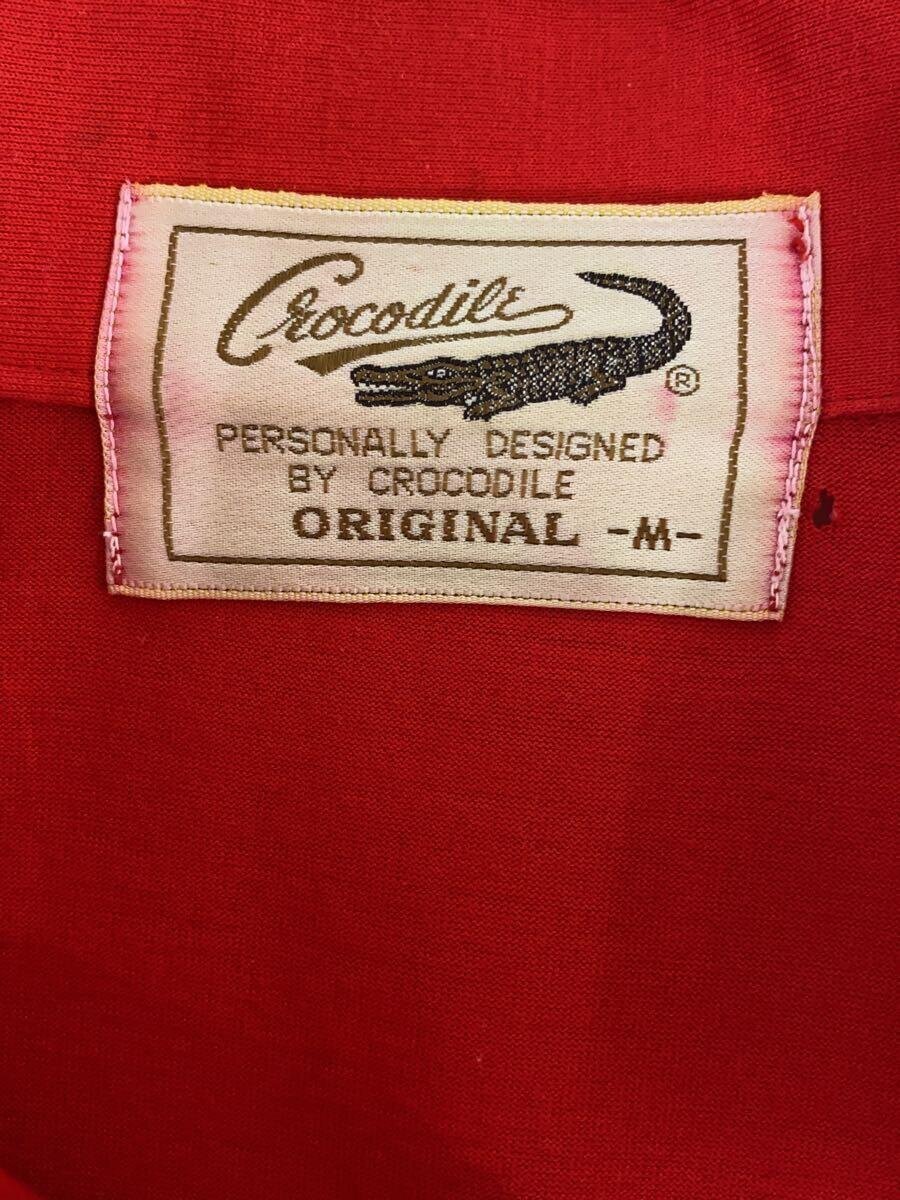 Crocodile
®
PERSONALLY DESIGNED
BY CROCODILE
ORIGINAL -M-